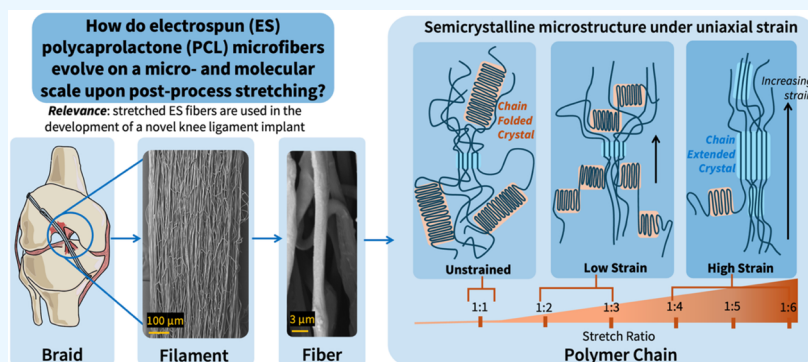 How do electrospun (ES)
polycaprolactone (PCL) microfibers
evolve on a micro- and molecular
scale upon post-process stretching?
Relevance: stretched ES fibers are used in the
development of a novel knee ligament implant
100 µm
3 µm
Braid
Filament
Fiber
Semicrystalline microstructure under uniaxial strain
Chain
Folded
Crystal
Chain
Extended
Crystal
Increasing
strain
Unstrained
Low Strain
High Strain
1:1
1:2
1:3
1:4
1:5
1:6
Stretch Ratio
Polymer Chain